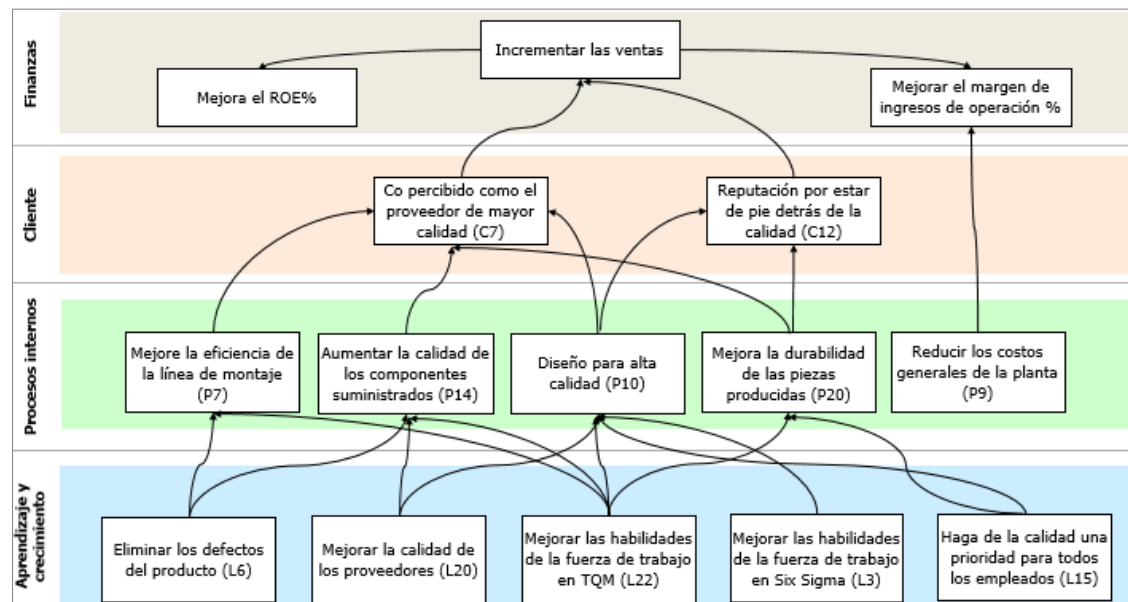 Finanzas
Incrementar las ventas
Mejora el ROE%
Mejorar el margen de
ingresos de operación %
Cliente
Co percibido como el
proveedor de mayor
calidad (C7)
Reputación por estar
de pie detrás de la
calidad (C12)
Procesos internos
Mejore la eficiencia de
la línea de montaje
(P7)
Aumentar la calidad de
los componentes
suministrados (P14)
Diseño para alta
calidad (P10)
Mejora la durabilidad
de las piezas
producidas (P20)
Reducir los costos
generales de la planta
(P9)
Aprendizaje y
crecimiento
Eliminar los defectos
del producto (L6)
Mejorar la calidad de
los proveedores (L20)
Mejorar las habilidades
de la fuerza de trabajo
en TQM (L22)
Mejorar las habilidades
de la fuerza de trabajo
en Six Sigma (L3)
Haga de la calidad una
prioridad para todos
los empleados (L15)